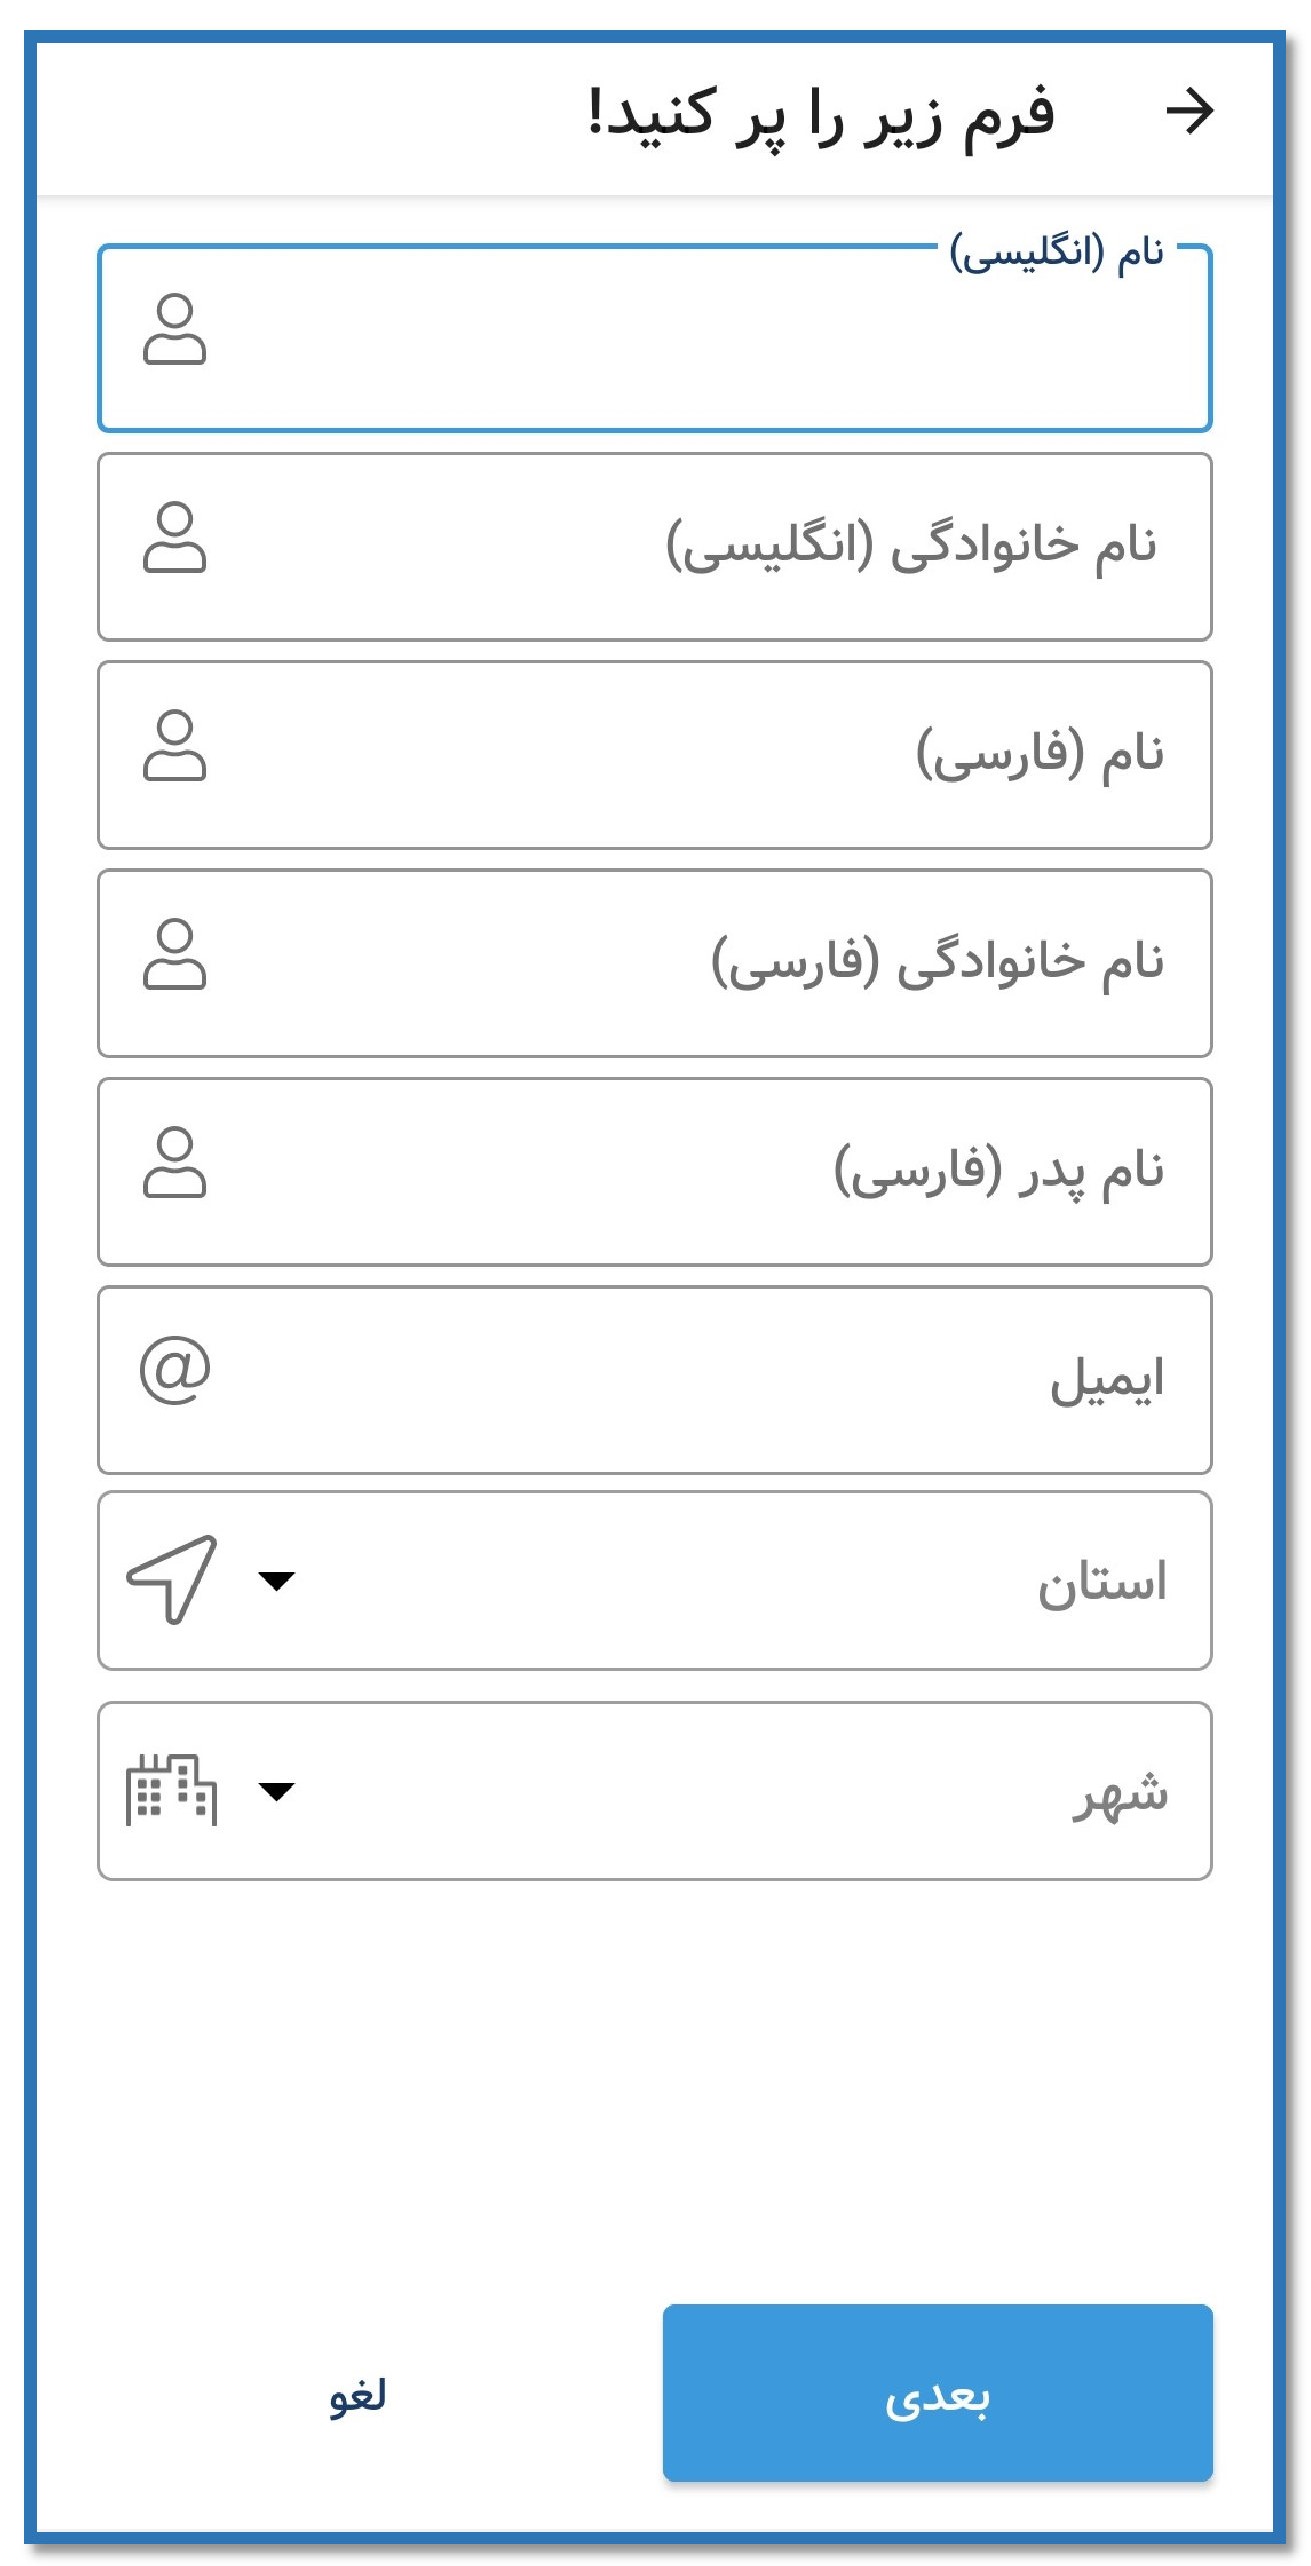 فرم زیر را پر کنید!
نام (انگلیسی)
نام خانوادگی (انگلیسی)
نام (فارسی)
نام خانوادگی (فارسی)
نام پدر (فارسی)
ایمیل
استان
شهر
بعدی
لغو